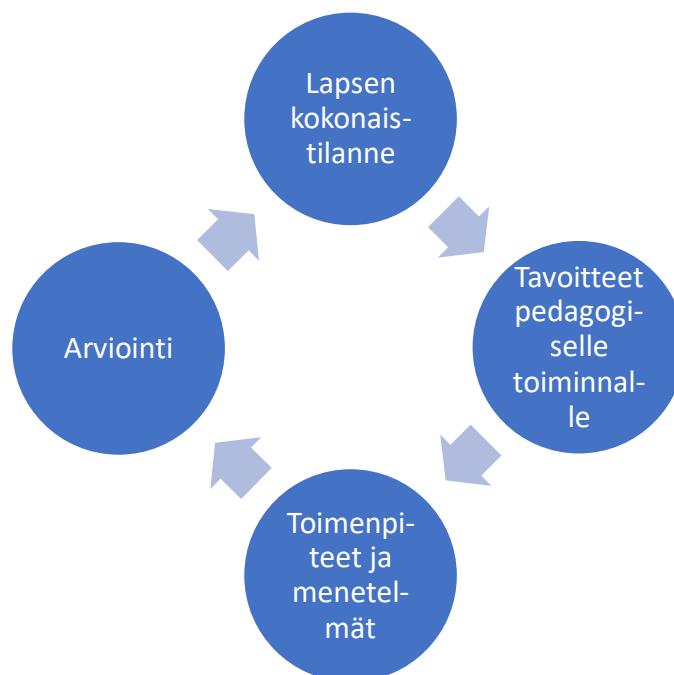 Lapsen
kokonais-
tilanne
Tavoitteet
pedagogi-
selle
toiminnal-
le
Toimenpi-
teet ja
menetel-
mät
Arviointi